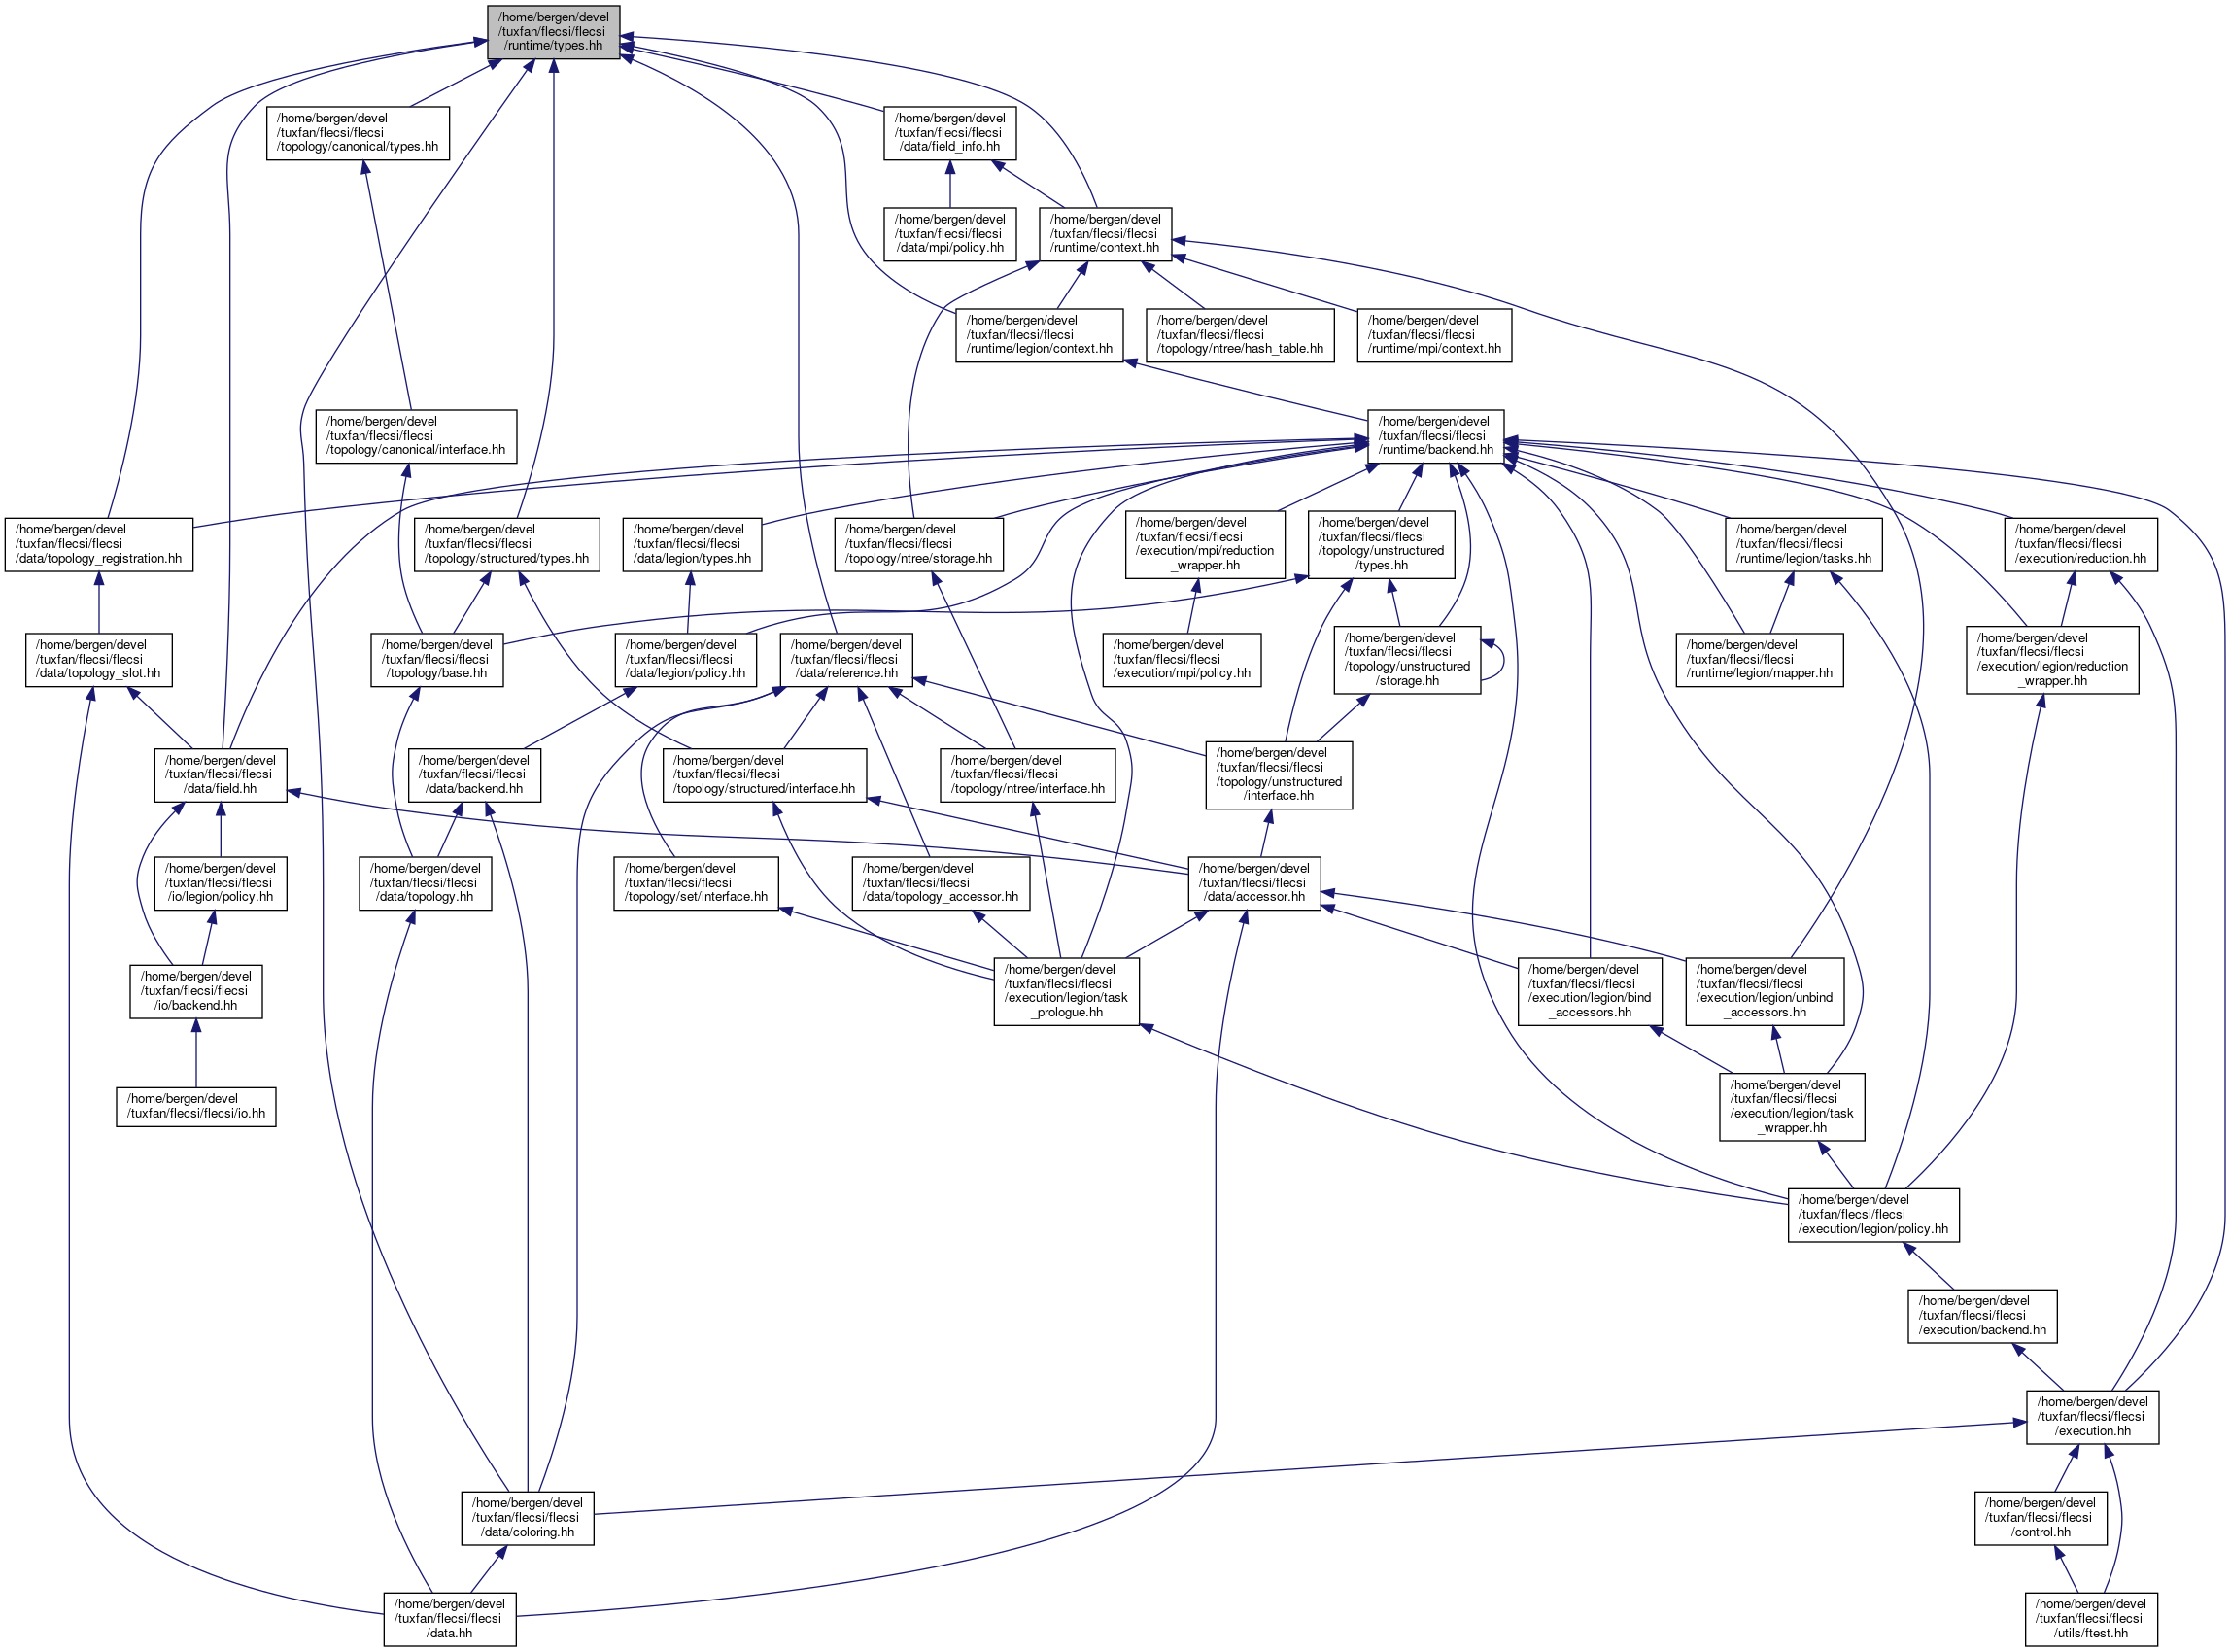 /home/bergen/devel
/tuxfan/flecsi/flecsi
/runtime/types.hh
/home/bergen/devel
/tuxfan/flecsi/flecsi
/topology/canonical/types.hh
/home/bergen/devel
/tuxfan/flecsi/flecsi
/data/field_info.hh
/home/bergen/devel
/tuxfan/flecsi/flecsi
/data/mpi/policy.hh
/home/bergen/devel
/tuxfan/flecsi/flecsi
/runtime/context.hh
/home/bergen/devel
/tuxfan/flecsi/flecsi
/runtime/legion/context.hh
/home/bergen/devel
/tuxfan/flecsi/flecsi
/topology/ntree/hash_table.hh
/home/bergen/devel
/tuxfan/flecsi/flecsi
/runtime/mpi/context.hh
/home/bergen/devel
/tuxfan/flecsi/flecsi
/topology/canonical/interface.hh
/home/bergen/devel
/tuxfan/flecsi/flecsi
/runtime/backend.hh
/home/bergen/devel
/tuxfan/flecsi/flecsi
/data/topology_registration.hh
/home/bergen/devel
/tuxfan/flecsi/flecsi
/topology/structured/types.hh
/home/bergen/devel
/tuxfan/flecsi/flecsi
/data/legion/types.hh
/home/bergen/devel
/tuxfan/flecsi/flecsi
/topology/ntree/storage.hh
/home/bergen/devel
/tuxfan/flecsi/flecsi
/execution/mpi/reduction
_wrapper.hh
/home/bergen/devel
/tuxfan/flecsi/flecsi
/topology/unstructured
/types.hh
/home/bergen/devel
/tuxfan/flecsi/flecsi
/runtime/legion/tasks.hh
/home/bergen/devel
/tuxfan/flecsi/flecsi
/execution/reduction.hh
/home/bergen/devel
/tuxfan/flecsi/flecsi
/data/topology_slot.hh
/home/bergen/devel
/tuxfan/flecsi/flecsi
/topology/base.hh
/home/bergen/devel
/tuxfan/flecsi/flecsi
/data/legion/policy.hh
/home/bergen/devel
/tuxfan/flecsi/flecsi
/data/reference.hh
/home/bergen/devel
/tuxfan/flecsi/flecsi
/execution/mpi/policy.hh
/home/bergen/devel
/tuxfan/flecsi/flecsi
/topology/unstructured
/storage.hh
/home/bergen/devel
/tuxfan/flecsi/flecsi
/runtime/legion/mapper.hh
/home/bergen/devel
/tuxfan/flecsi/flecsi
/execution/legion/reduction
_wrapper.hh
/home/bergen/devel
/tuxfan/flecsi/flecsi
/data/field.hh
/home/bergen/devel
/tuxfan/flecsi/flecsi
/data/backend.hh
/home/bergen/devel
/tuxfan/flecsi/flecsi
/topology/structured/interface.hh
/home/bergen/devel
/tuxfan/flecsi/flecsi
/topology/ntree/interface.hh
/home/bergen/devel
/tuxfan/flecsi/flecsi
/topology/unstructured
/interface.hh
/home/bergen/devel
/tuxfan/flecsi/flecsi
/io/legion/policy.hh
/home/bergen/devel
/tuxfan/flecsi/flecsi
/data/topology.hh
/home/bergen/devel
/tuxfan/flecsi/flecsi
/topology/set/interface.hh
/home/bergen/devel
/tuxfan/flecsi/flecsi
/data/topology_accessor.hh
/home/bergen/devel
/tuxfan/flecsi/flecsi
/data/accessor.hh
/home/bergen/devel
/tuxfan/flecsi/flecsi
/io/backend.hh
/home/bergen/devel
/tuxfan/flecsi/flecsi
/execution/legion/task
_prologue.hh
/home/bergen/devel
/tuxfan/flecsi/flecsi
/execution/legion/bind
_accessors.hh
/home/bergen/devel
/tuxfan/flecsi/flecsi
/execution/legion/unbind
_accessors.hh
/home/bergen/devel
/tuxfan/flecsi/flecsi/io.hh
/home/bergen/devel
/tuxfan/flecsi/flecsi
/execution/legion/task
_wrapper.hh
/home/bergen/devel
/tuxfan/flecsi/flecsi
/execution/legion/policy.hh
/home/bergen/devel
/tuxfan/flecsi/flecsi
/execution/backend.hh
/home/bergen/devel
/tuxfan/flecsi/flecsi
/execution.hh
/home/bergen/devel
/tuxfan/flecsi/flecsi
/data/coloring.hh
/home/bergen/devel
/tuxfan/flecsi/flecsi
/control.hh
/home/bergen/devel
/tuxfan/flecsi/flecsi
/data.hh
/home/bergen/devel
/tuxfan/flecsi/flecsi
/utils/ftest.hh